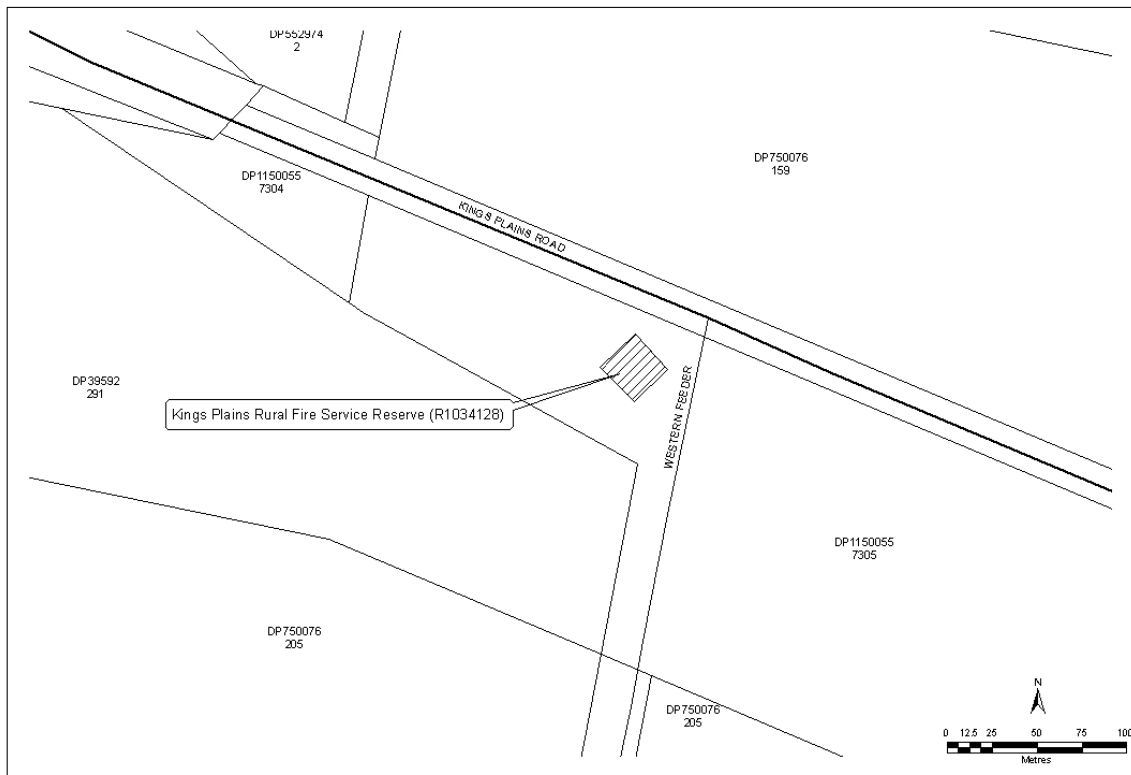 DP552974
2
DP750076
159
DP1150055
7304
KINGS PLAINS ROAD
DP39592
291
Kings Plains Rural Fire Service Reserve (R1034128)
WESTERN FEEDER
DP1150055
7305
DP750076
205
DP750076
205
N
0 12.5 25 50 75 100
Metres